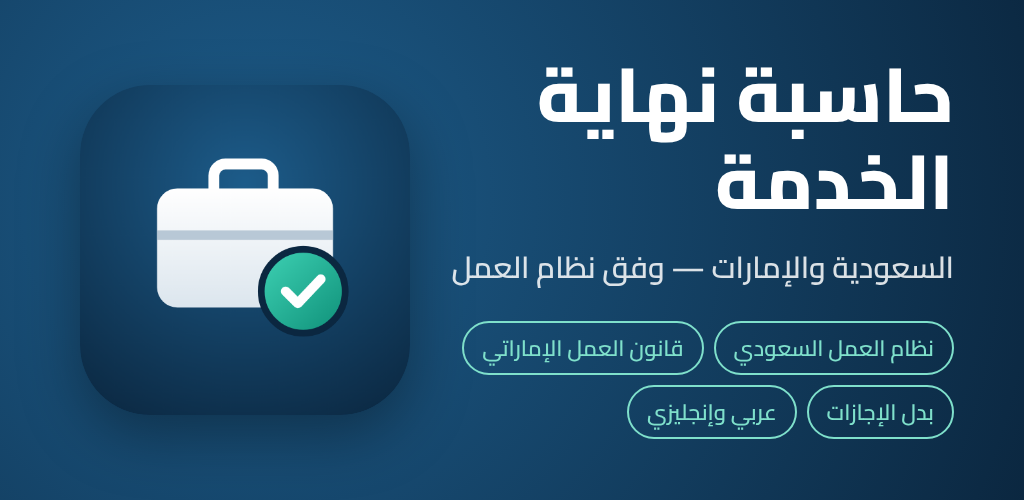 حاسبة نهاية
الخدمة
السعودية والإمارات — وفق نظام العمل
نظام العمل السعودي
قانون العمل الإماراتي
بدل الإجازات
عربي وإنجليزي